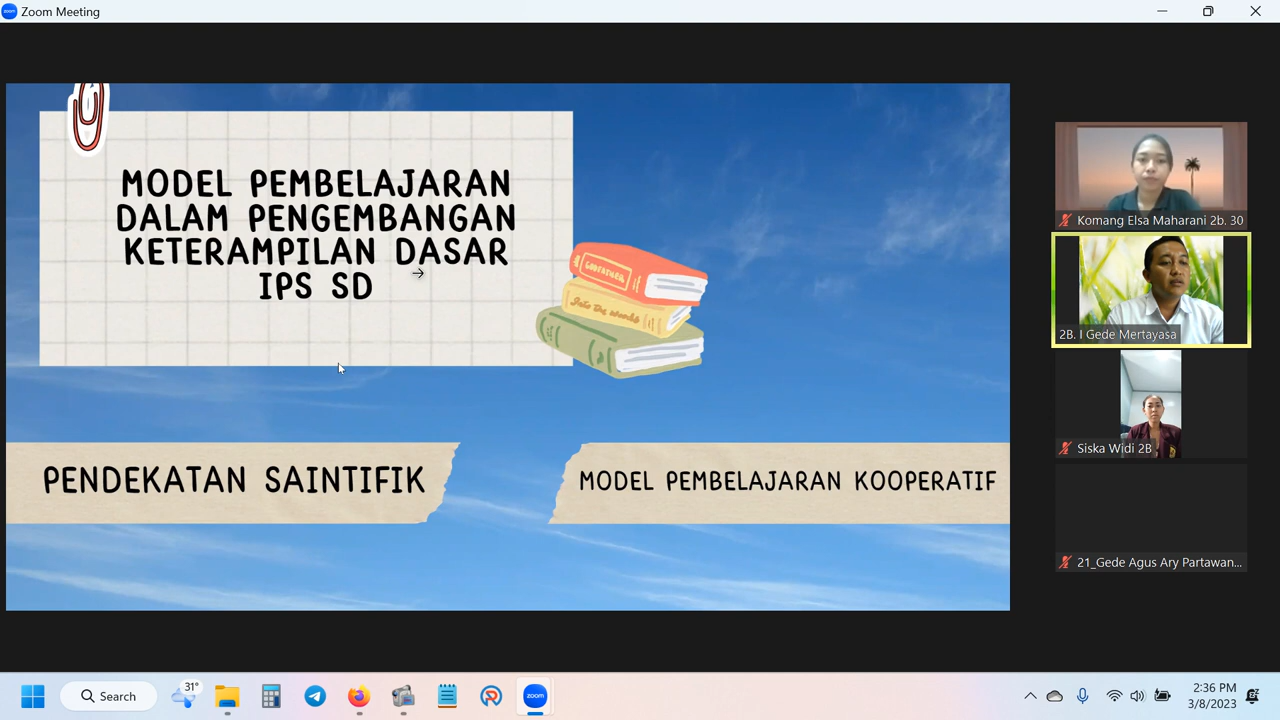 Zoom Meeting
MODEL PEMBELAJARAN
DALAM PENGEMBANGAN
KETERAMPILAN DASAR
IPS SD
PENDEKATAN SAINTIFIK
MODEL PEMBELAJARAN KOOPERATIF
Komang Elsa Maharani 2b. 30
2B. I Gede Mertayasa
Siska Widi 2B
21_Gede Agus Ary Partawan...
31°
Search
zoom
2:36 PM
3/8/2023